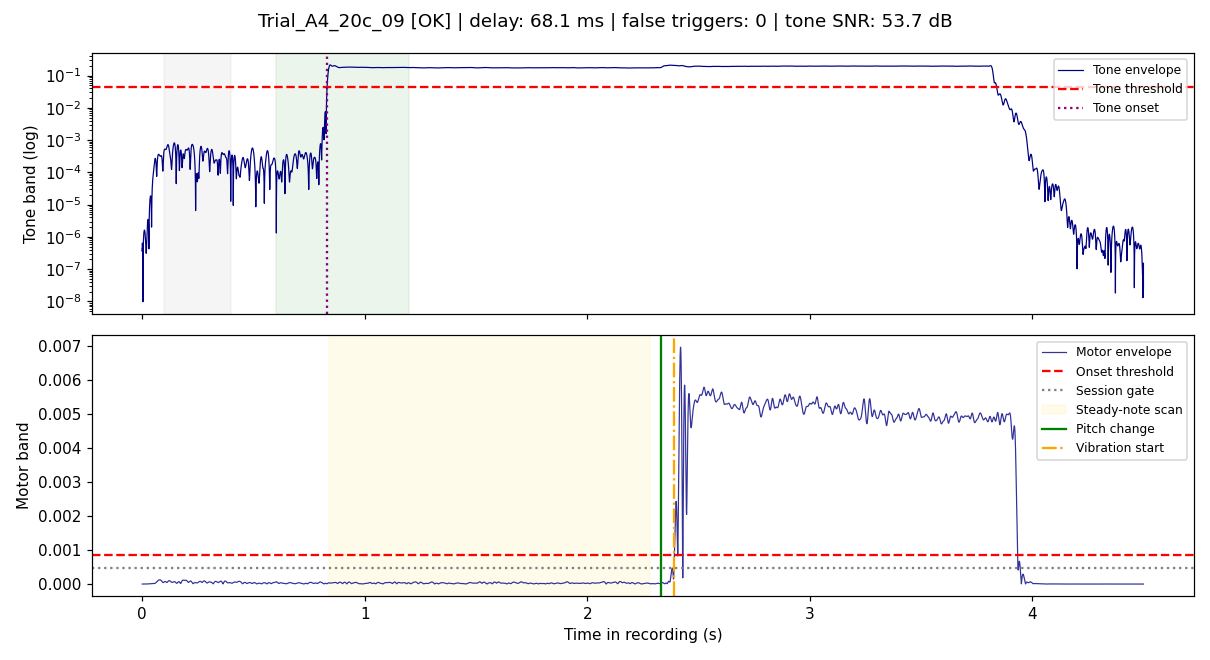 Trial_A4_20c_09 [OK] | delay: 68.1 ms | false triggers: 0 | tone SNR: 53.7 dB
Tone band (log)
10⁻¹
10⁻²
10⁻³
10⁻⁴
10⁻⁵
10⁻⁶
10⁻⁷
10⁻⁸
Tone envelope
Tone threshold
Tone onset
Motor band
0.007
0.006
0.005
0.004
0.003
0.002
0.001
0.000
Motor envelope
Onset threshold
Session gate
Steady-note scan
Pitch change
Vibration start
0 1 2 3 4
Time in recording (s)